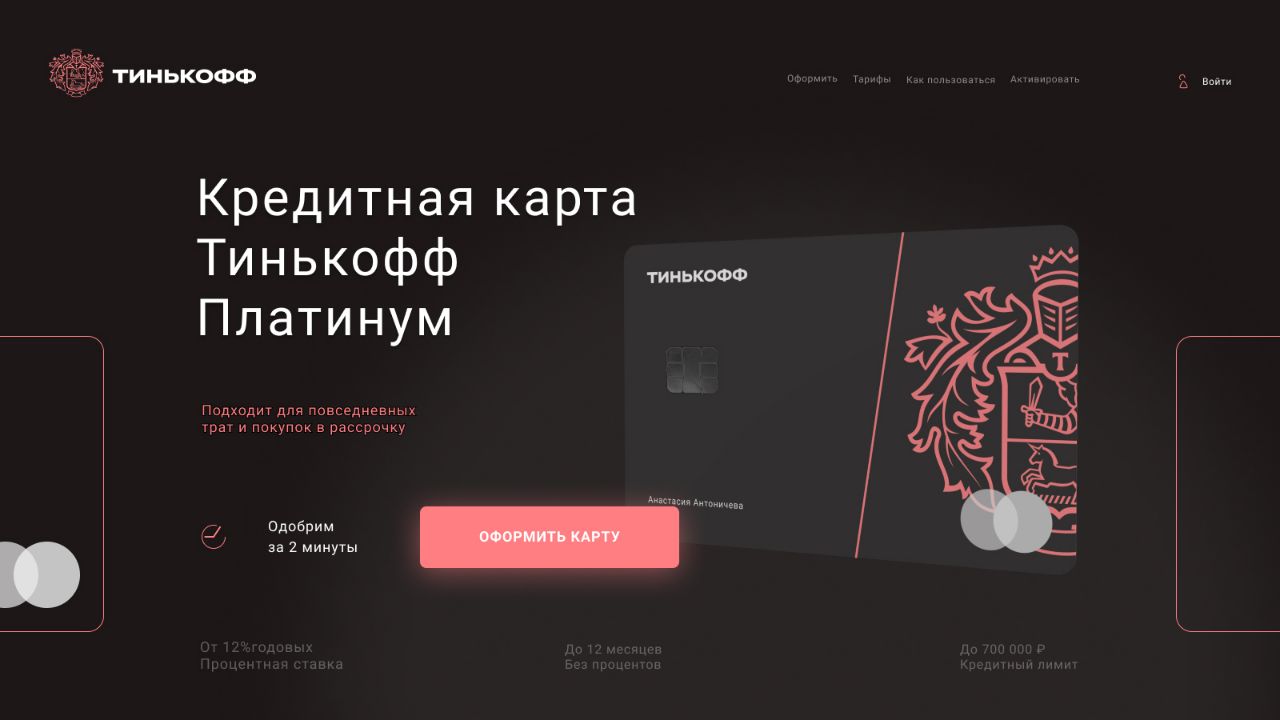 ТИНЬКОФФ
Оформить Тарифы Как пользоваться Активировать
Войти
Кредитная карта
Тинькофф
Платинум
ТИНЬКОФФ
Т
Подходит для повседневных
трат и покупок в рассрочку
Анастасия Антоничева
Одобрим
за 2 минуты
ОФОРМИТЬ КАРТУ
От 12%годовых
Процентная ставка
До 12 месяцев
Без процентов
До 700 000 ₽
Кредитный лимит